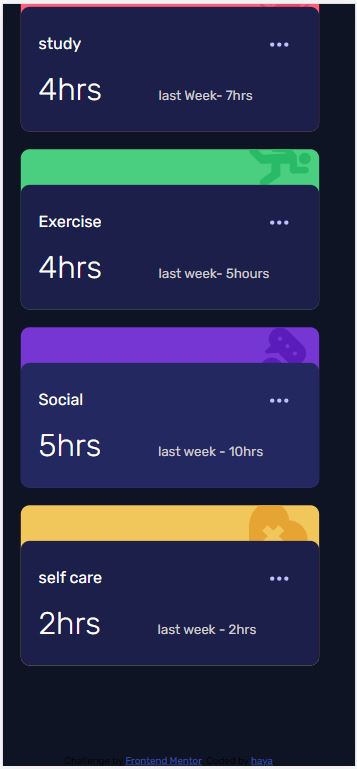 study
4hrs last Week- 7hrs
Exercise
4hrs last week- 5hours
Social
5hrs last week - 10hrs
self care
2hrs last week - 2hrs
Challenge by Frontend Mentor. Coded by haya